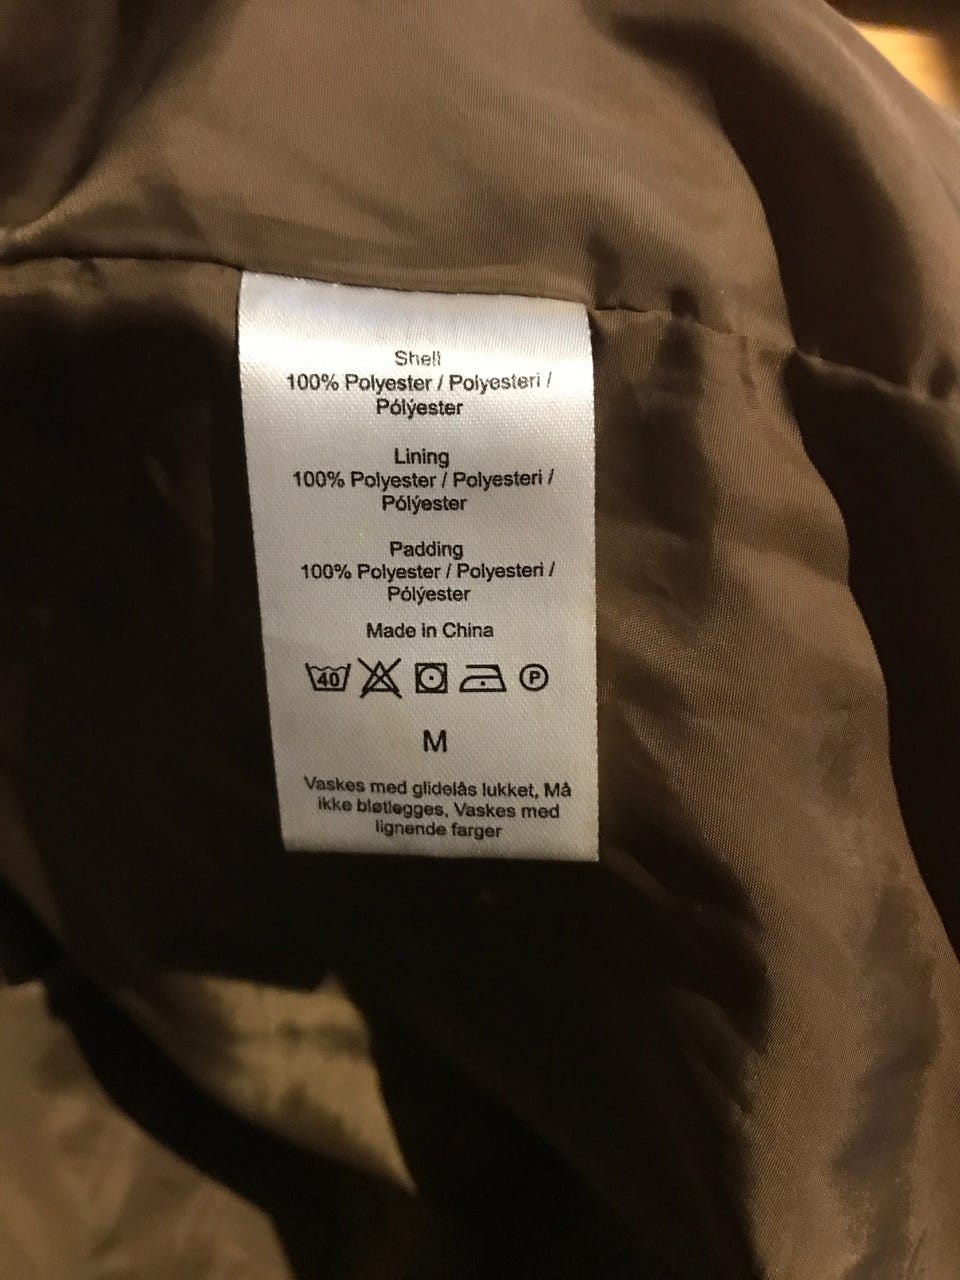 Shell
100% Polyester / Polyesteri /
Pólýester
Lining
100% Polyester / Polyesteri /
Pólýester
Padding
100% Polyester / Polyesteri /
Pólýester
Made in China
40 P
M
Vaskes med glidelås lukket, Må
ikke bløtlegges, Vaskes med
lignende farger